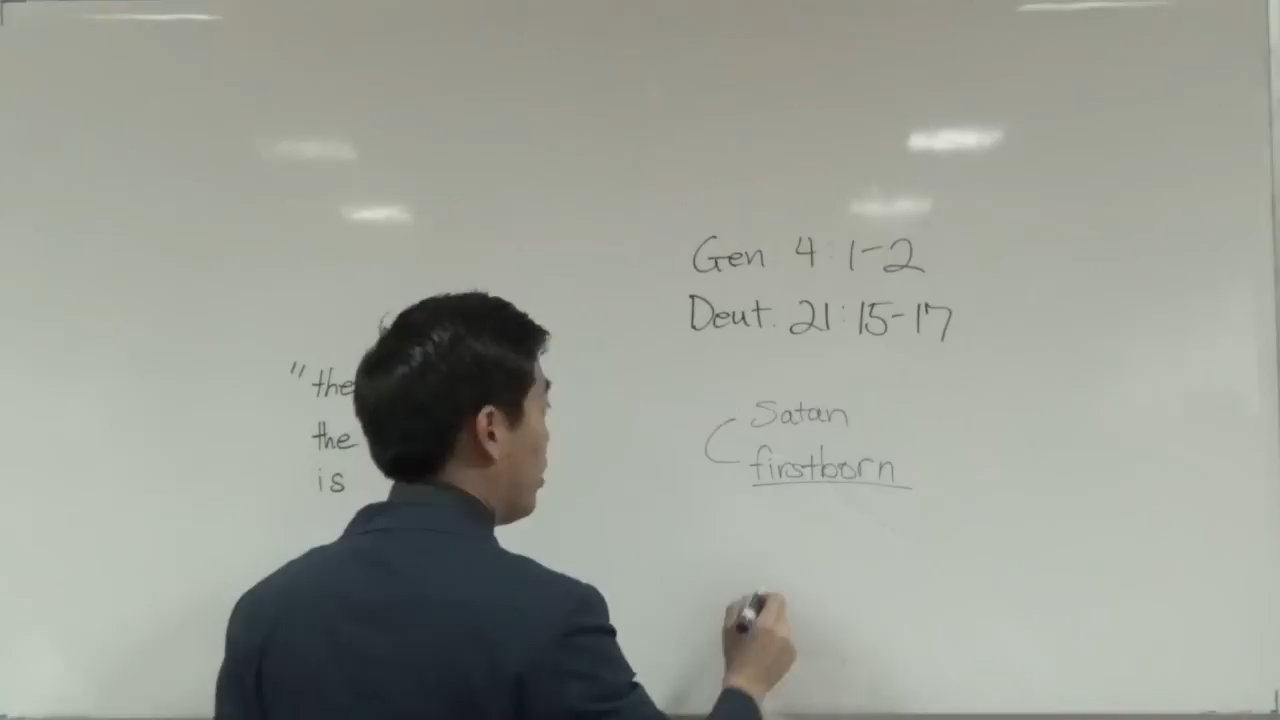 Gen 4:1-2
Deut. 21:15-17
"the
the
is
Satan
firstborn